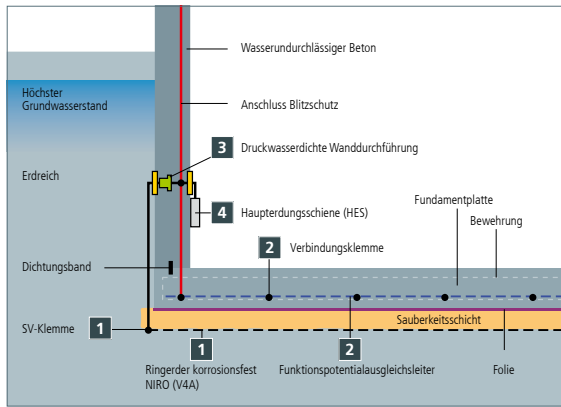 Wasserundurchlässiger Beton
Höchster
Grundwasserstand
Anschluss Blitzschutz
3 Druckwasserdichte Wanddurchführung
Erdreich
4 Haupterdungsschiene (HES)
Fundamentplatte
Bewehrung
2 Verbindungsklemme
Dichtungsband
Sauberkeitsschicht
SV-Klemme 1
1
Ringerder korrosionsfest
NIRO (V4A)
2
Funktionspotentialausgleichsleiter
Folie